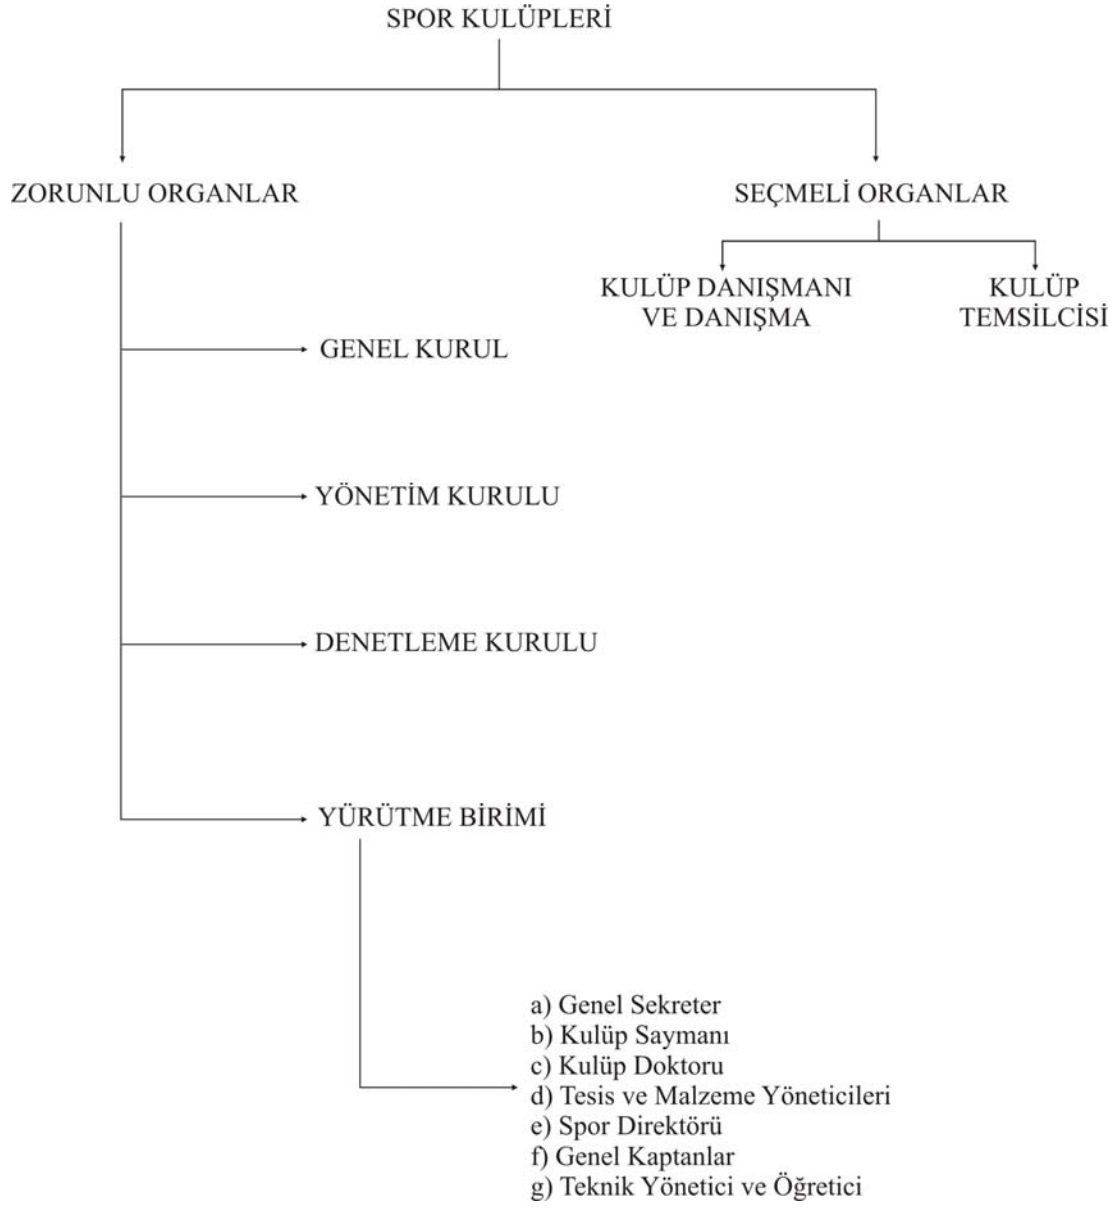 SPOR KULÜPLERİ
ZORUNLU ORGANLAR
SEÇMELİ ORGANLAR
KULÜP DANIŞMANI
VE DANIŞMA
KULÜP
TEMSİLCİSİ
GENEL KURUL
YÖNETİM KURULU
DENETLEME KURULU
YÜRÜTME BİRİMİ
a) Genel Sekreter
b) Kulüp Saymanı
c) Kulüp Doktoru
d) Tesis ve Malzeme Yöneticileri
e) Spor Direktörü
f) Genel Kaptanlar
g) Teknik Yönetici ve Öğretici